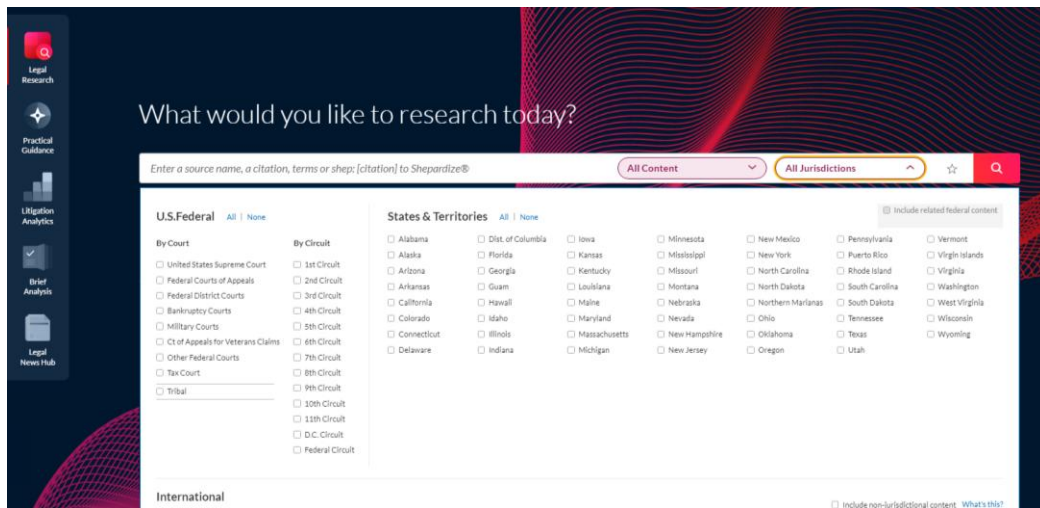 Legal
Research
Practical
Guidance
Litigation
Analytics
Brief
Analysis
Legal
News Hub
What would you like to research today?
Enter a source name, a citation, terms or shep: [citation] to Shepardize®
All Content
All Jurisdictions
U.S.Federal All | None
By Court
United States Supreme Court
Federal Courts of Appeals
Federal District Courts
Bankruptcy Courts
Military Courts
Ct of Appeals for Veterans Claims
Other Federal Courts
Tax Court
Tribal
By Circuit
1st Circuit
2nd Circuit
3rd Circuit
4th Circuit
5th Circuit
6th Circuit
7th Circuit
8th Circuit
9th Circuit
10th Circuit
11th Circuit
D.C. Circuit
Federal Circuit
States & Territories All | None
Include related federal content
Alabama
Alaska
Arizona
Arkansas
California
Colorado
Connecticut
Delaware
Dist. of Columbia
Florida
Georgia
Guam
Hawaii
Idaho
Illinois
Indiana
Iowa
Kansas
Kentucky
Louisiana
Maine
Maryland
Massachusetts
Michigan
Minnesota
Mississippi
Missouri
Montana
Nebraska
Nevada
New Hampshire
New Jersey
New Mexico
New York
North Carolina
North Dakota
Northern Marianas
Ohio
Oklahoma
Oregon
Pennsylvania
Puerto Rico
Rhode Island
South Carolina
South Dakota
Tennessee
Texas
Utah
Vermont
Virgin Islands
Virginia
Washington
West Virginia
Wisconsin
Wyoming
International
Include non-jurisdictional content What's this?